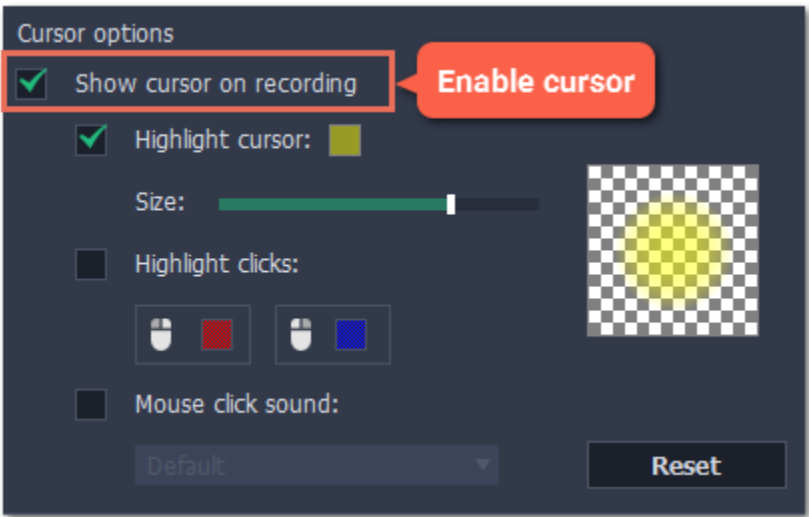 Cursor options
Show cursor on recording
Enable cursor
Highlight cursor:
Size:
Highlight clicks:
Mouse click sound:
Default
Reset